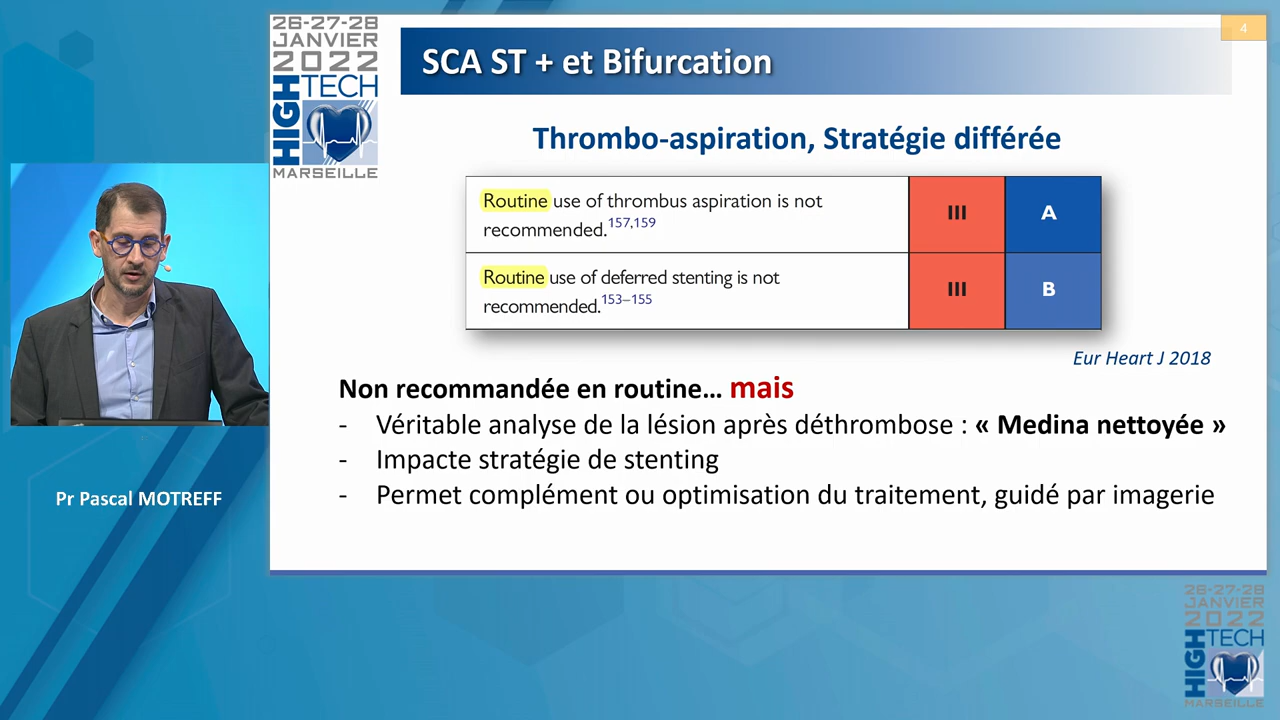 26-27-28
JANVIER
2022
HIGHTECH
MARSEILLE
4
SCA ST + et Bifurcation
Thrombo-aspiration, Stratégie différée
Routine use of thrombus aspiration is not
recommended.157,159
III
A
Routine use of deferred stenting is not
recommended.153–155
III
B
Eur Heart J 2018
Non recommandée en routine… mais
- Véritable analyse de la lésion après déthrombose : « Medina nettoyée »
- Impacte stratégie de stenting
- Permet complément ou optimisation du traitement, guidé par imagerie
Pr Pascal MOTREFF
26-27-28
JANVIER
2022
HIGHTECH
MARSEILLE